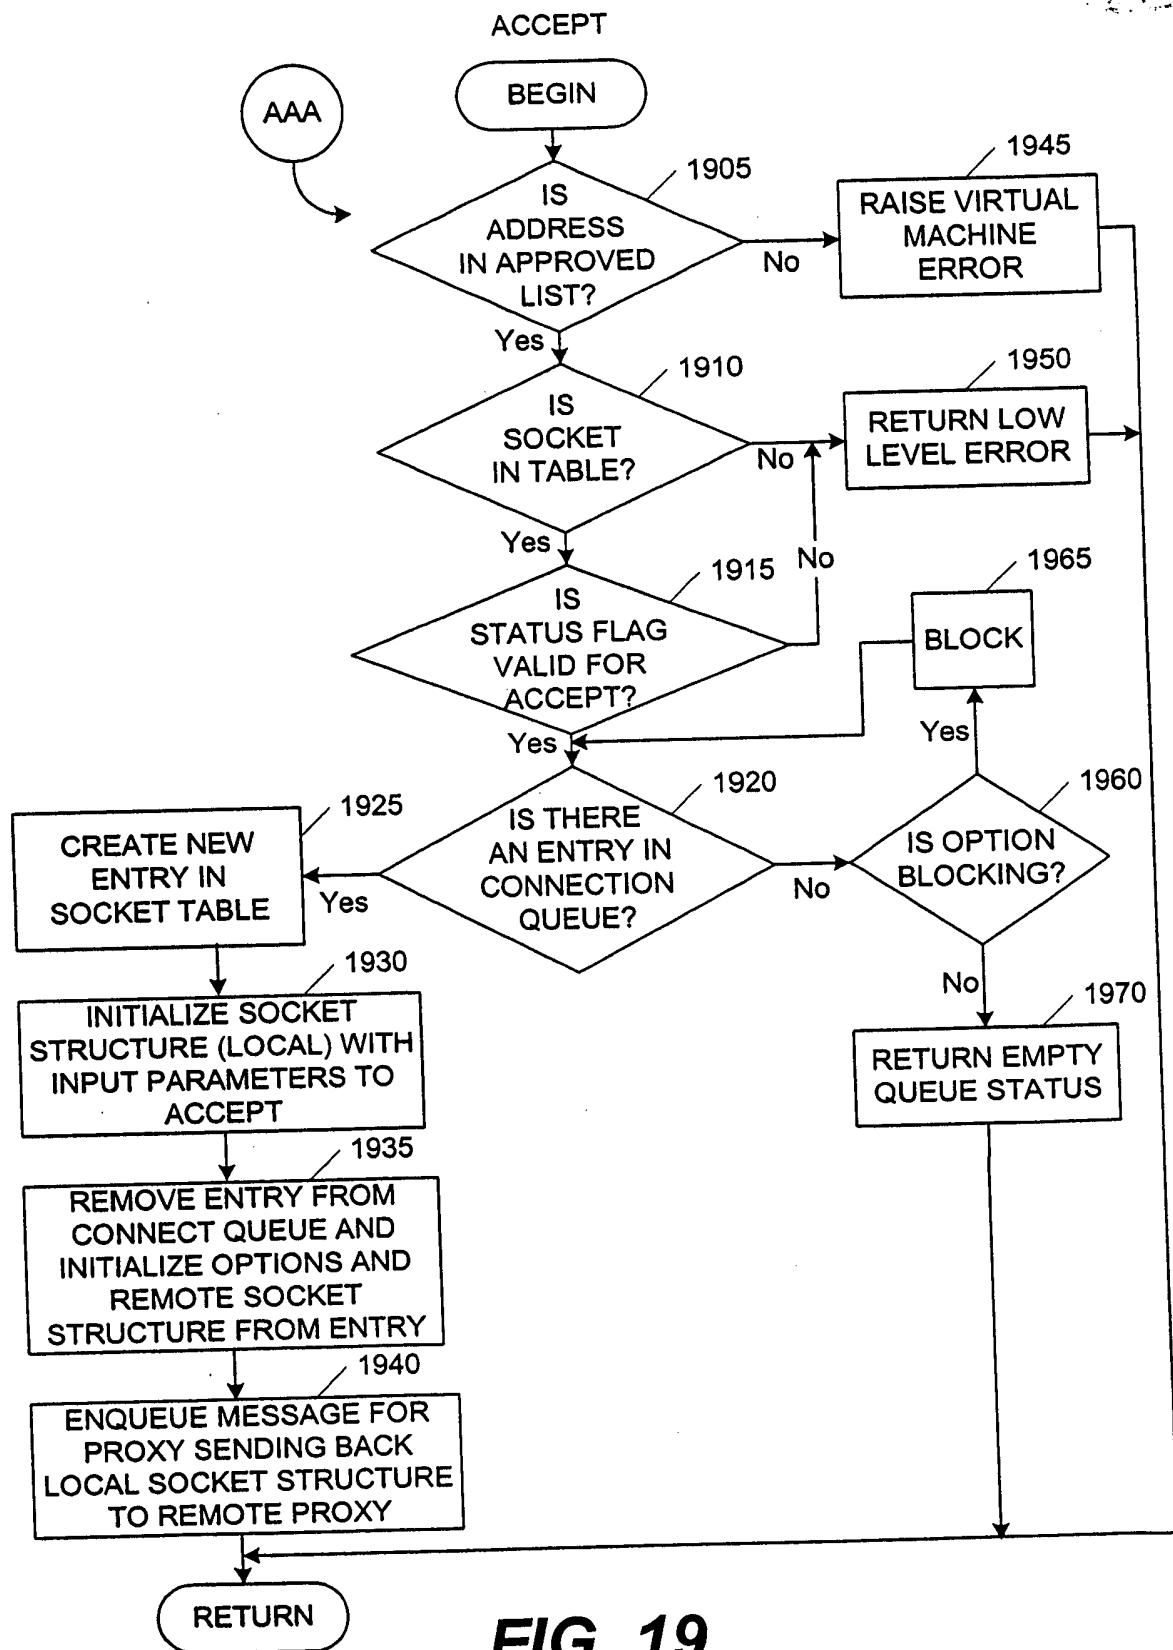 ACCEPT
AAA
BEGIN
1905
IS
ADDRESS
IN APPROVED
LIST?
No
1945
RAISE VIRTUAL
MACHINE
ERROR
Yes
1910
IS
SOCKET
IN TABLE?
No
1950
RETURN LOW
LEVEL ERROR
Yes
1915
IS
STATUS FLAG
VALID FOR
ACCEPT?
No
1965
BLOCK
Yes
Yes
1920
IS THERE
AN ENTRY IN
CONNECTION
QUEUE?
No
1960
IS OPTION
BLOCKING?
Yes
1925
CREATE NEW
ENTRY IN
SOCKET TABLE
No
1970
RETURN EMPTY
QUEUE STATUS
1930
INITIALIZE SOCKET
STRUCTURE (LOCAL) WITH
INPUT PARAMETERS TO
ACCEPT
1935
REMOVE ENTRY FROM
CONNECT QUEUE AND
INITIALIZE OPTIONS AND
REMOTE SOCKET
STRUCTURE FROM ENTRY
1940
ENQUEUE MESSAGE FOR
PROXY SENDING BACK
LOCAL SOCKET STRUCTURE
TO REMOTE PROXY
RETURN
FIG. 19